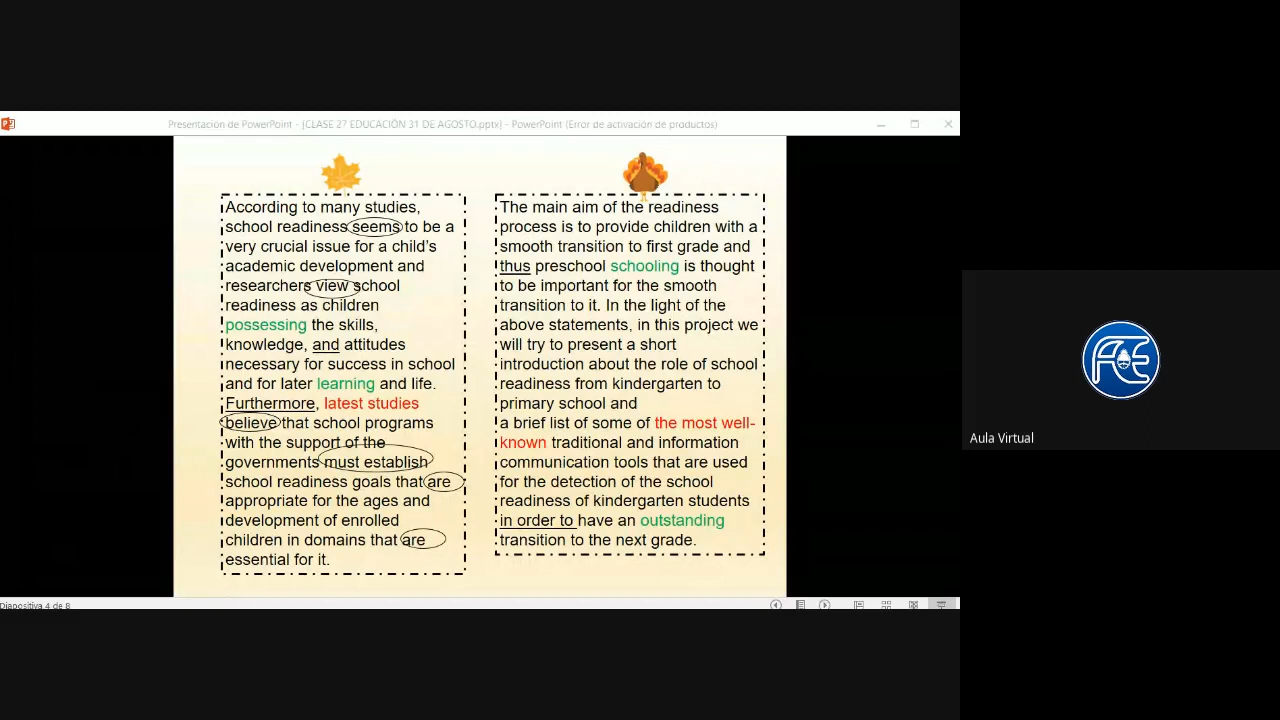 Presentación de PowerPoint - [CLASE 27 EDUCACIÓN 31 DE AGOSTO.pptx] - PowerPoint (Error de activación de productos)
According to many studies,
school readiness seems to be a
very crucial issue for a child's
academic development and
researchers view school
readiness as children
possessing the skills,
knowledge, and attitudes
necessary for success in school
and for later learning and life.
Furthermore, latest studies
believe that school programs
with the support of the
governments must establish
school readiness goals that are
appropriate for the ages and
development of enrolled
children in domains that are
essential for it.
The main aim of the readiness
process is to provide children with a
smooth transition to first grade and
thus preschool schooling is thought
to be important for the smooth
transition to it. In the light of the
above statements, in this project we
will try to present a short
introduction about the role of school
readiness from kindergarten to
primary school and
a brief list of some of the most well-
known traditional and information
communication tools that are used
for the detection of the school
readiness of kindergarten students
in order to have an outstanding
transition to the next grade.
Diapositiva 4 de 8
Aula Virtual